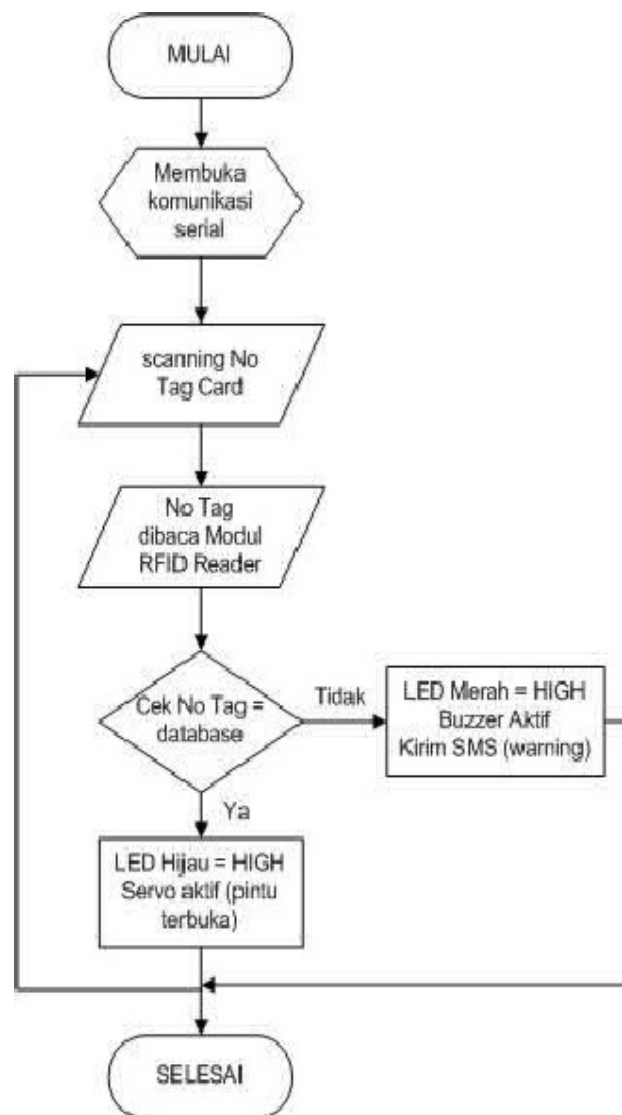 MULAI
Membuka
komunikasi
serial
scanning No
Tag Card
No Tag
dibaca Modul
RFID Reader
Cek No Tag =
database
Tidak
LED Merah = HIGH
Buzzer Aktif
Kirim SMS (warning)
Ya
LED Hijau = HIGH
Servo aktif (pintu
terbuka)
SELESAI